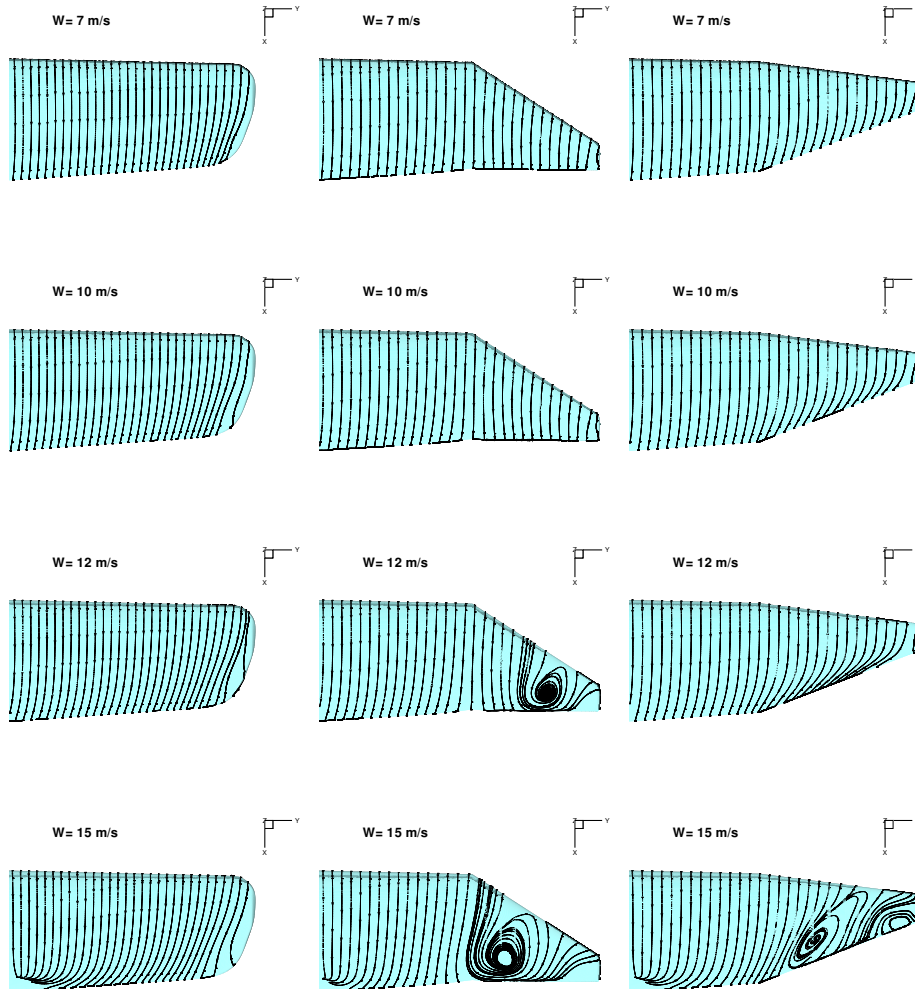 W= 7 m/s Z Y X W= 7 m/s Z Y X W= 7 m/s Z Y X
W= 10 m/s Z Y X W= 10 m/s Z Y X W= 10 m/s Z Y X
W= 12 m/s Z Y X W= 12 m/s Z Y X W= 12 m/s Z Y X
W= 15 m/s Z Y X W= 15 m/s Z Y X W= 15 m/s Z Y X